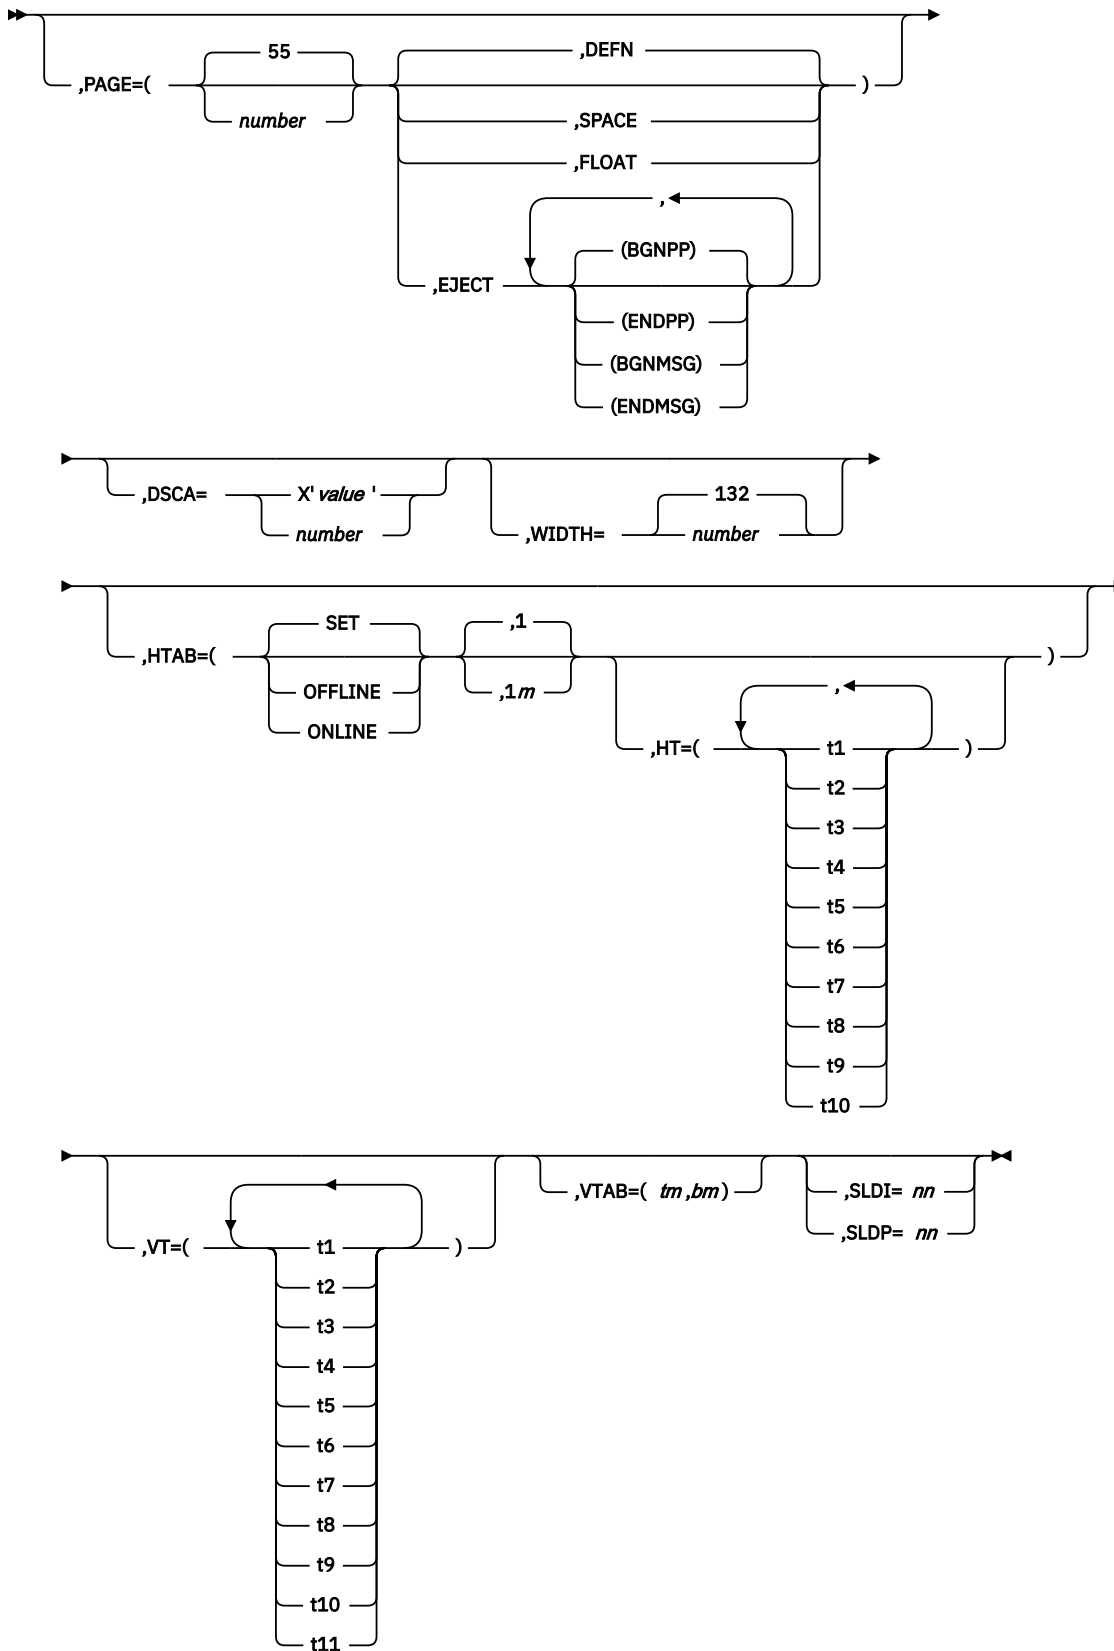 55
,DEFN
,PAGE=( )
number ,SPACE
,FLOAT
,
(BGNPP)
,EJECT
(ENDPP)
(BGNMSG)
(ENDMSG)
,DSCA= X' value ' 132
number ,WIDTH= number
SET ,1
,HTAB=( )
OFFLINE ,1m
,
ONLINE
,HT=( t1 )
t2
t3
t4
t5
t6
t7
t8
t9
t10
,VTAB=( tm ,bm ) ,SLDI= nn
,SLDP= nn
,VT=( t1 )
t2
t3
t4
t5
t6
t7
t8
t9
t10
t11